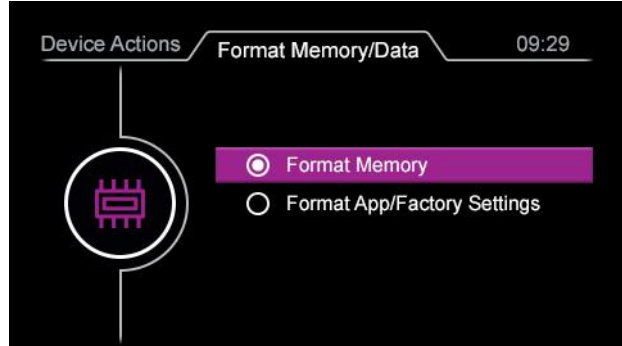 Device Actions
Format Memory/Data
09:29
Format Memory
Format App/Factory Settings